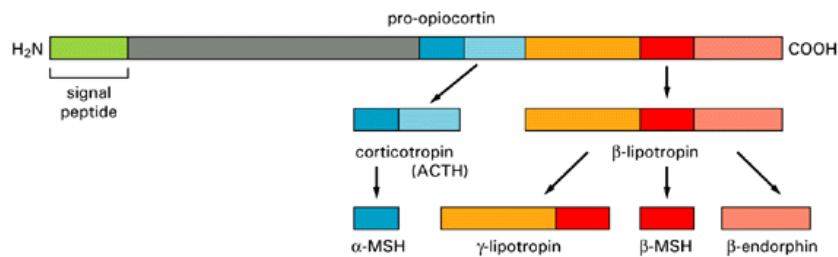 pro-opiocortin
H₂N
COOH
signal
peptide
corticotropin
(ACTH)
β-lipotropin
α-MSH
γ-lipotropin
β-MSH
β-endorphin